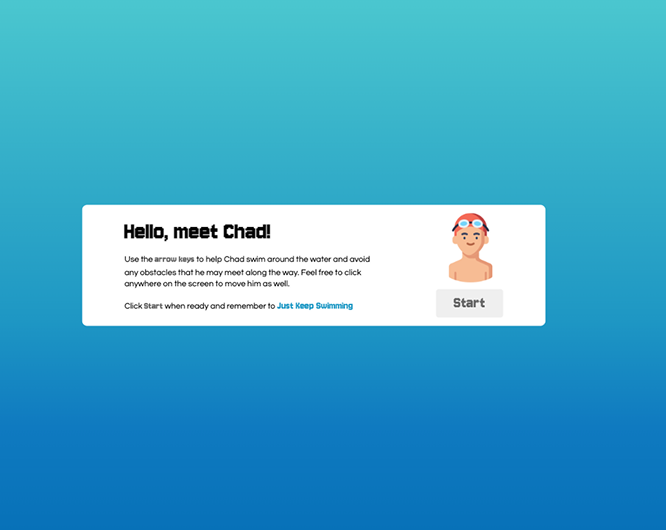 Hello, meet Chad!
Use the arrow keys to help Chad swim around the water and avoid
any obstacles that he may meet along the way. Feel free to click
anywhere on the screen to move him as well.
Click Start when ready and remember to Just Keep Swimming
Start